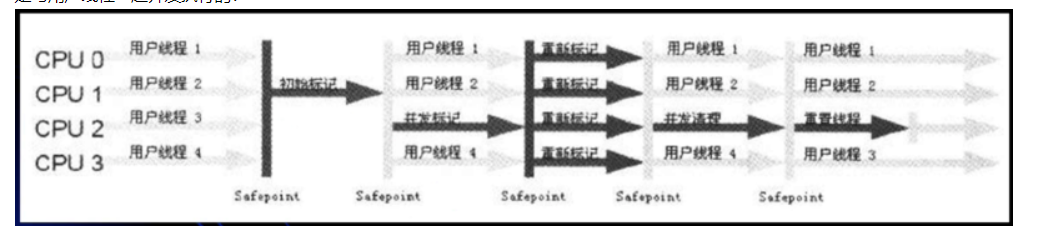 CPU 0 用户线程 1 用户线程 1 重新标记 用户线程 1 用户线程 1
CPU 1 用户线程 2 初始标记 用户线程 2 重新标记 用户线程 2 用户线程 2
CPU 2 用户线程 3 并发标记 重新标记 并发清理 重置线程
CPU 3 用户线程 4 用户线程 4 重新标记 用户线程 4 用户线程 3
Safepoint Safepoint Safepoint Safepoint Safepoint